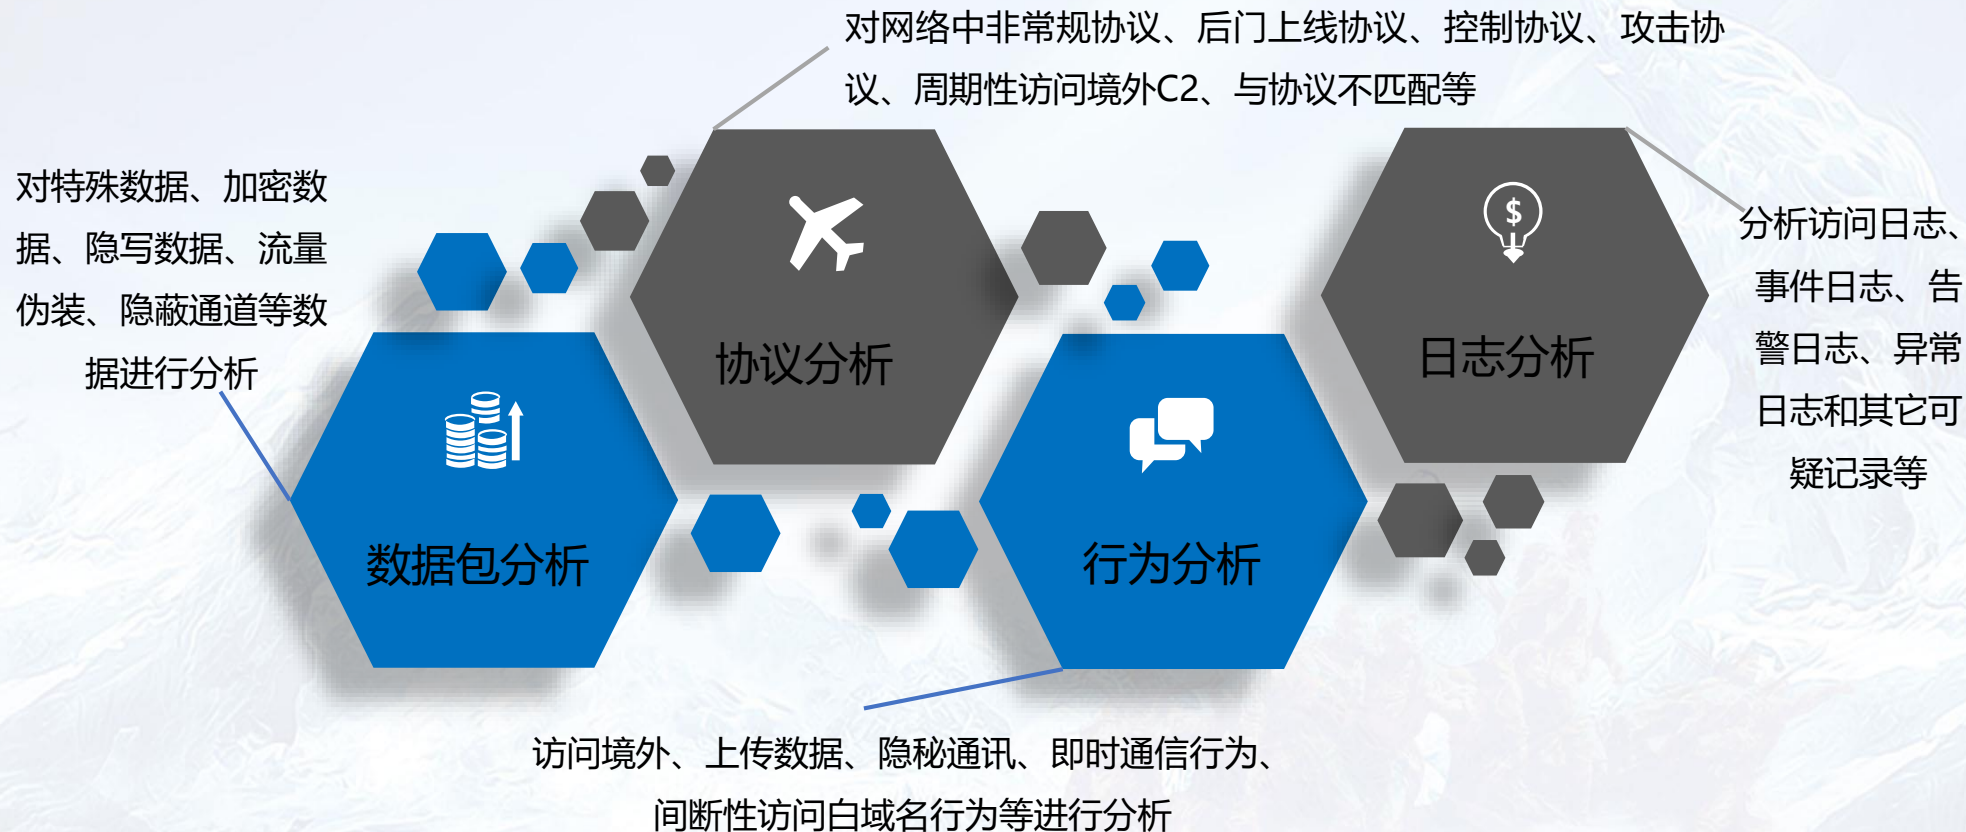 对网络中非常规协议、后门上线协议、控制协议、攻击协
议、周期性访问境外C2、与协议不匹配等
对特殊数据、加密数
据、隐写数据、流量
伪装、隐蔽通道等数
据进行分析
分析访问日志、
事件日志、告
警日志、异常
日志和其它可
疑记录等
$
协议分析
日志分析
数据包分析
行为分析
访问境外、上传数据、隐秘通讯、即时通信行为、
间断性访问白域名行为等进行分析